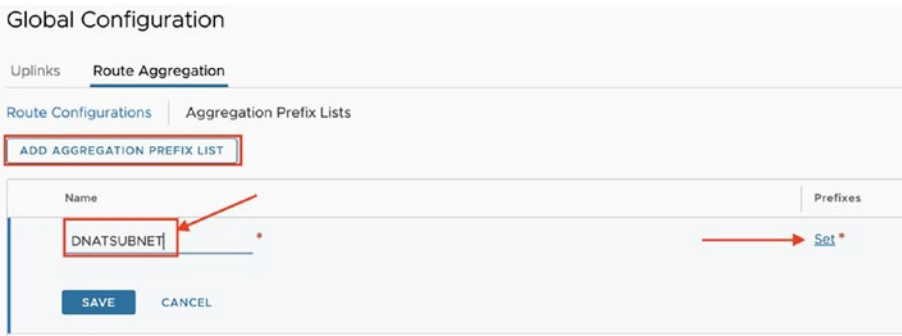 Global Configuration
Uplinks Route Aggregation
Route Configurations Aggregation Prefix Lists
ADD AGGREGATION PREFIX LIST
Name Prefixes
DNATSUBNET * Set *
SAVE CANCEL